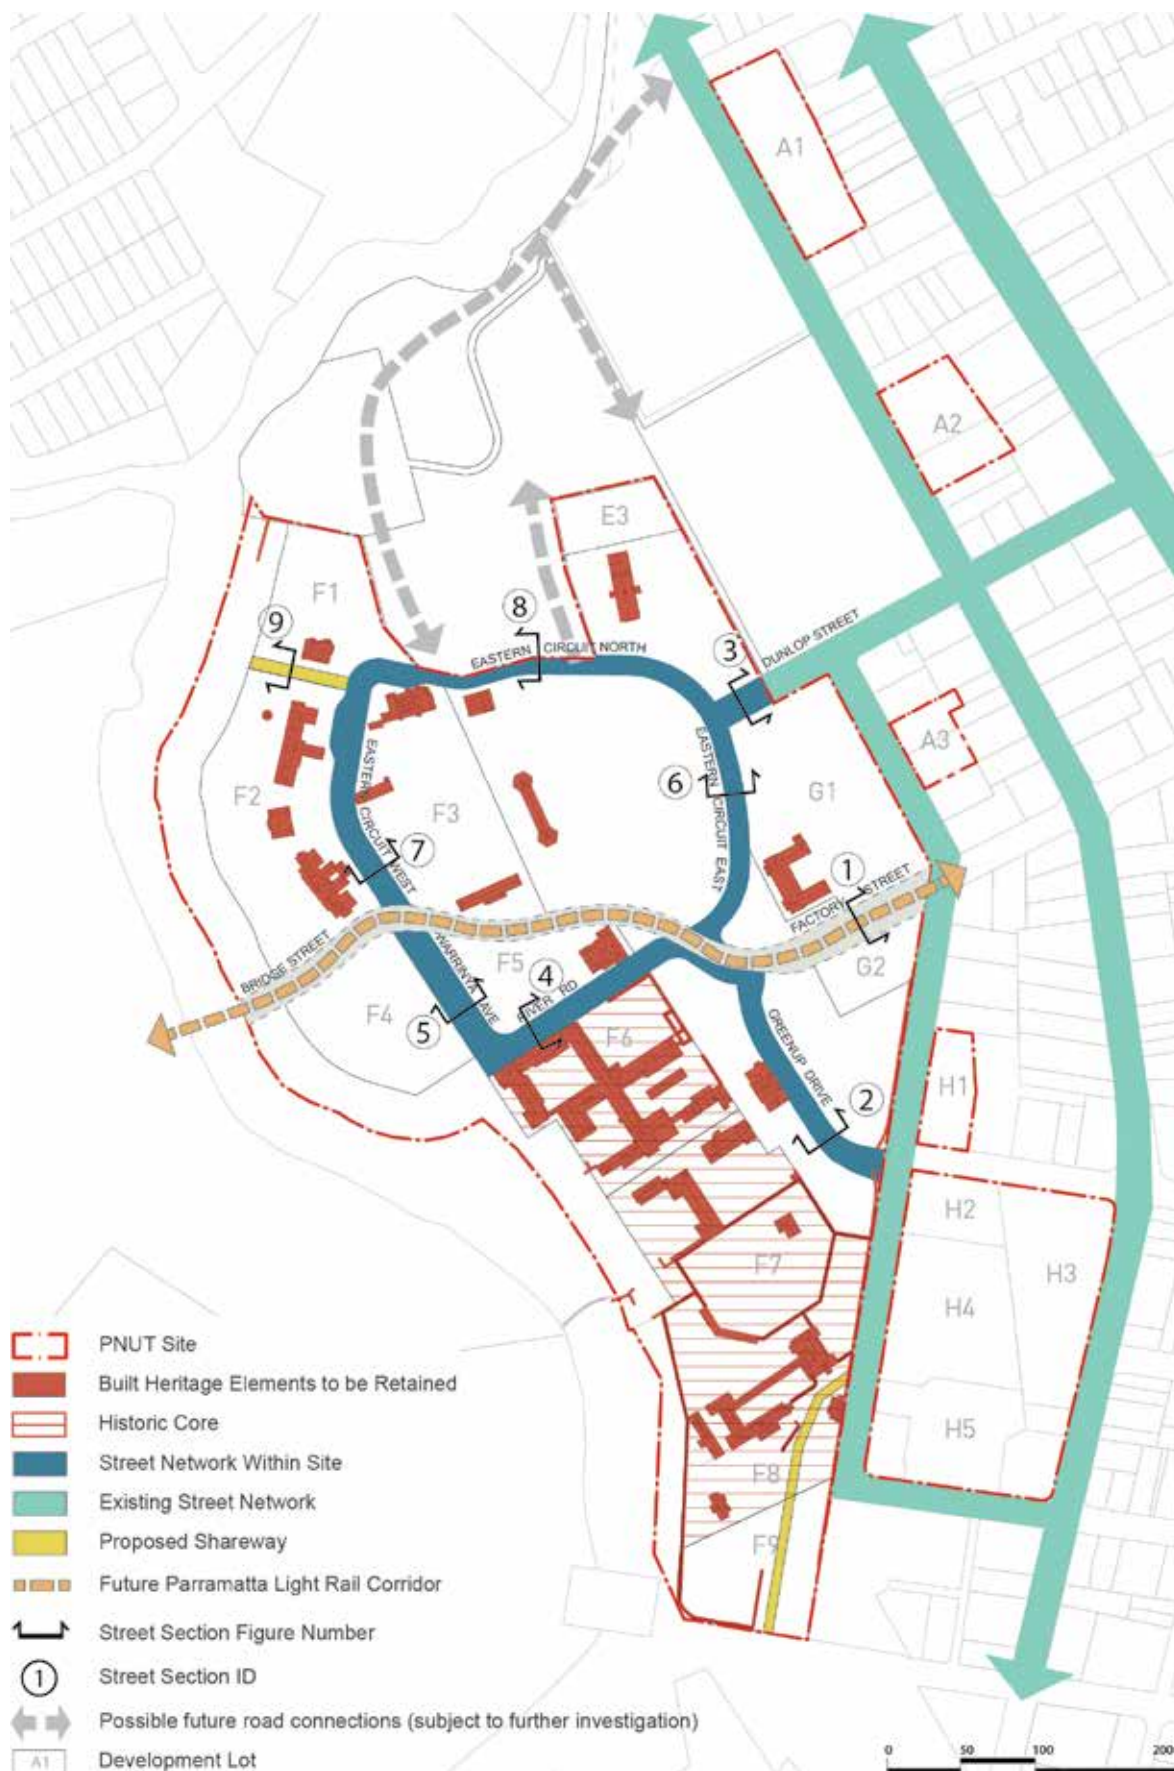 A1
A2
E3
F1
8
9
EASTERN CIRCUIT NORTH
3
DUNLOP STREET
A3
EASTERN CIRCUIT EAST
6
G1
F2
EASTERN CIRCUIT WEST
F3
7
1
FACTORY STREET
BRIDGE STREET
WARRINYA AVE
F5
4
RIVER RD
G2
F4
5
F6
GREENUP DRIVE
H1
2
H2
F7
H3
H4
H5
F8
F9
PNUT Site
Built Heritage Elements to be Retained
Historic Core
Street Network Within Site
Existing Street Network
Proposed Shareway
Future Parramatta Light Rail Corridor
Street Section Figure Number
1 Street Section ID
Possible future road connections (subject to further investigation)
A1 Development Lot
0 50 100 200